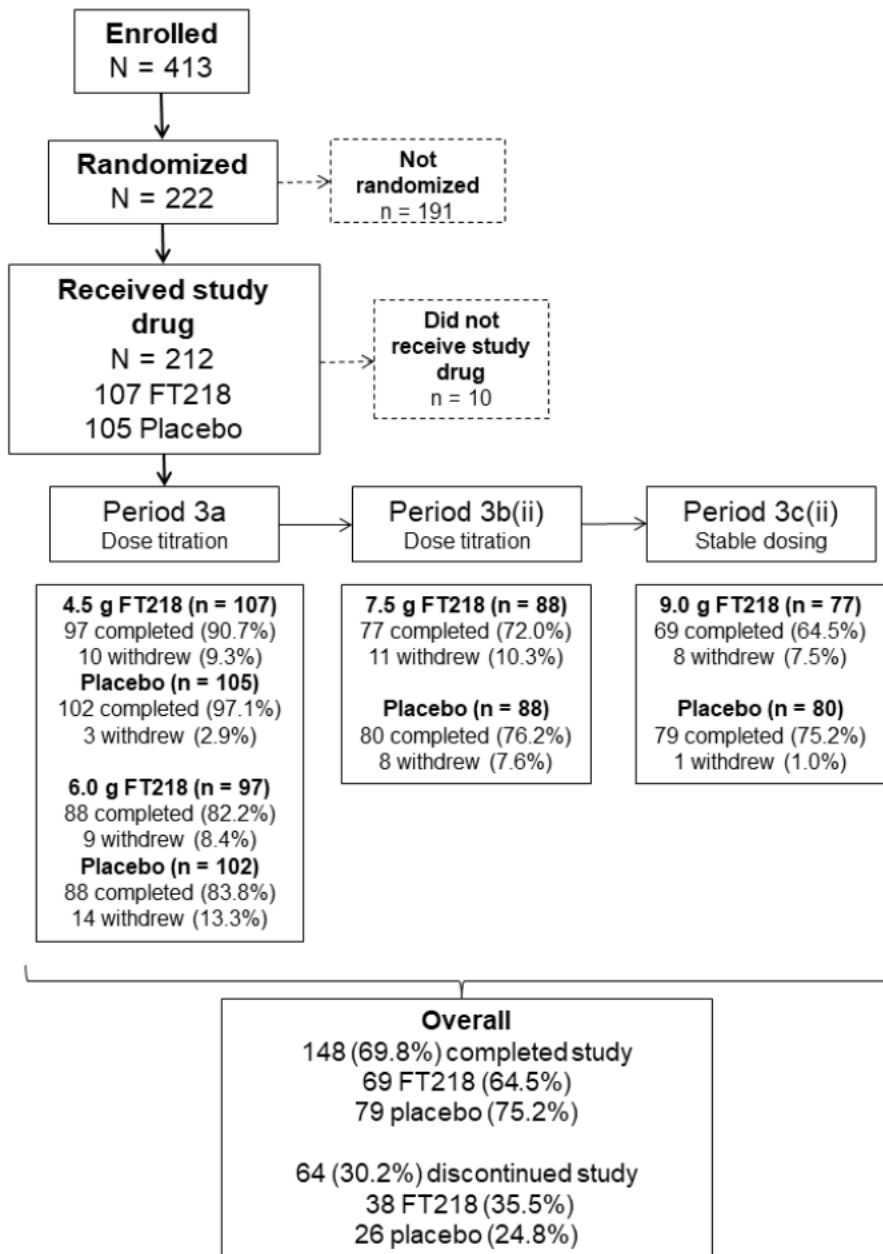 Enrolled
N = 413
Randomized
N = 222
Not
randomized
n = 191
Received study
drug
N = 212
107 FT218
105 Placebo
Did not
receive study
drug
n = 10
Period 3a
Dose titration
Period 3b(ii)
Dose titration
Period 3c(ii)
Stable dosing
4.5 g FT218 (n = 107)
97 completed (90.7%)
10 withdrew (9.3%)
Placebo (n = 105)
102 completed (97.1%)
3 withdrew (2.9%)
6.0 g FT218 (n = 97)
88 completed (82.2%)
9 withdrew (8.4%)
Placebo (n = 102)
88 completed (83.8%)
14 withdrew (13.3%)
7.5 g FT218 (n = 88)
77 completed (72.0%)
11 withdrew (10.3%)
Placebo (n = 88)
80 completed (76.2%)
8 withdrew (7.6%)
9.0 g FT218 (n = 77)
69 completed (64.5%)
8 withdrew (7.5%)
Placebo (n = 80)
79 completed (75.2%)
1 withdrew (1.0%)
Overall
148 (69.8%) completed study
69 FT218 (64.5%)
79 placebo (75.2%)
64 (30.2%) discontinued study
38 FT218 (35.5%)
26 placebo (24.8%)